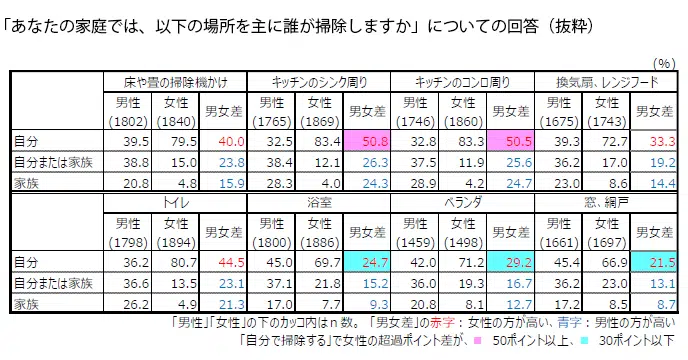 「あなたの家庭では、以下の場所を主に誰が掃除しますか」についての回答（抜粋）
（％）
床や畳の掃除機かけ キッチンのシンク周り キッチンのコンロ周り 換気扇、レンジフード
男性 女性 男女差 男性 女性 男女差 男性 女性 男女差 男性 女性 男女差
(1802) (1840) (1765) (1869) (1746) (1860) (1675) (1743)
自分 39.5 79.5 40.0 32.5 83.4 50.8 32.8 83.3 50.5 39.3 72.7 33.3
自分または家族 38.8 15.0 23.8 38.4 12.1 26.3 37.5 11.9 25.6 36.2 17.0 19.2
家族 20.8 4.8 15.9 28.3 4.0 24.3 28.9 4.2 24.7 23.0 8.6 14.4
トイレ 浴室 ベランダ 窓、網戸
男性 女性 男女差 男性 女性 男女差 男性 女性 男女差 男性 女性 男女差
(1798) (1894) (1800) (1886) (1459) (1498) (1661) (1697)
自分 36.2 80.7 44.5 45.0 69.7 24.7 42.0 71.2 29.2 45.4 66.9 21.5
自分または家族 36.6 13.5 23.1 37.1 21.8 15.2 36.0 19.3 16.7 36.2 23.0 13.1
家族 26.2 4.9 21.3 17.0 7.7 9.3 20.8 8.1 12.7 17.2 8.5 8.7
「男性」「女性」の下のカッコ内はｎ数。「男女差」の赤字：女性の方が高い、青字：男性の方が高い
「自分で掃除する」で女性の超過ポイント差が、■ 50ポイント以上、■ 30ポイント以下